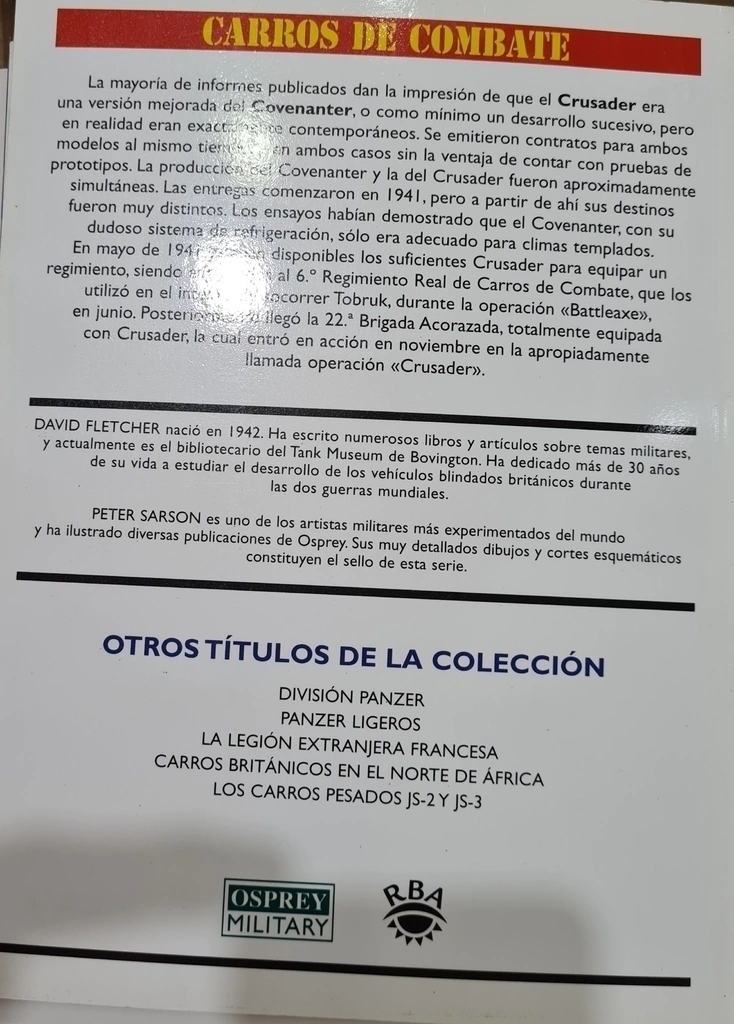 CARROS DE COMBATE
La mayoría de informes publicados dan la impresión de que el Crusader era
una versión mejorada del Covenanter, o como mínimo un desarrollo sucesivo, pero
en realidad eran exactamente contemporáneos. Se emitieron contratos para ambos
modelos al mismo tiempo en ambos casos sin la ventaja de contar con pruebas de
prototipos. La producción del Covenanter y la del Crusader fueron aproximadamente
simultáneas. Las entregas comenzaron en 1941, pero a partir de ahí sus destinos
fueron muy distintos. Los ensayos habían demostrado que el Covenanter, con su
dudoso sistema de refrigeración, sólo era adecuado para climas templados.
En mayo de disponibles los suficientes Crusader para equipar un
regimiento, siendo al 6.º Regimiento Real de Carros de Combate, que los
utilizó en el socorrer Tobruk, durante la operación «Battleaxe»,
en junio. Posteriormente llegó la 22.ª Brigada Acorazada, totalmente equipada
con Crusader, la cual entró en acción en noviembre en la apropiadamente
llamada operación «Crusader».
DAVID FLETCHER nació en 1942. Ha escrito numerosos libros y artículos sobre temas militares,
y actualmente es el bibliotecario del Tank Museum de Bovington. Ha dedicado más de 30 años
de su vida a estudiar el desarrollo de los vehículos blindados británicos durante
las dos guerras mundiales.
PETER SARSON es uno de los artistas militares más experimentados del mundo
y ha ilustrado diversas publicaciones de Osprey. Sus muy detallados dibujos y cortes esquemáticos
constituyen el sello de esta serie.
OTROS TÍTULOS DE LA COLECCIÓN
DIVISIÓN PANZER
PANZER LIGEROS
LA LEGIÓN EXTRANJERA FRANCESA
CARROS BRITÁNICOS EN EL NORTE DE ÁFRICA
LOS CARROS PESADOS JS-2 Y JS-3
OSPREY
MILITARY
RBA